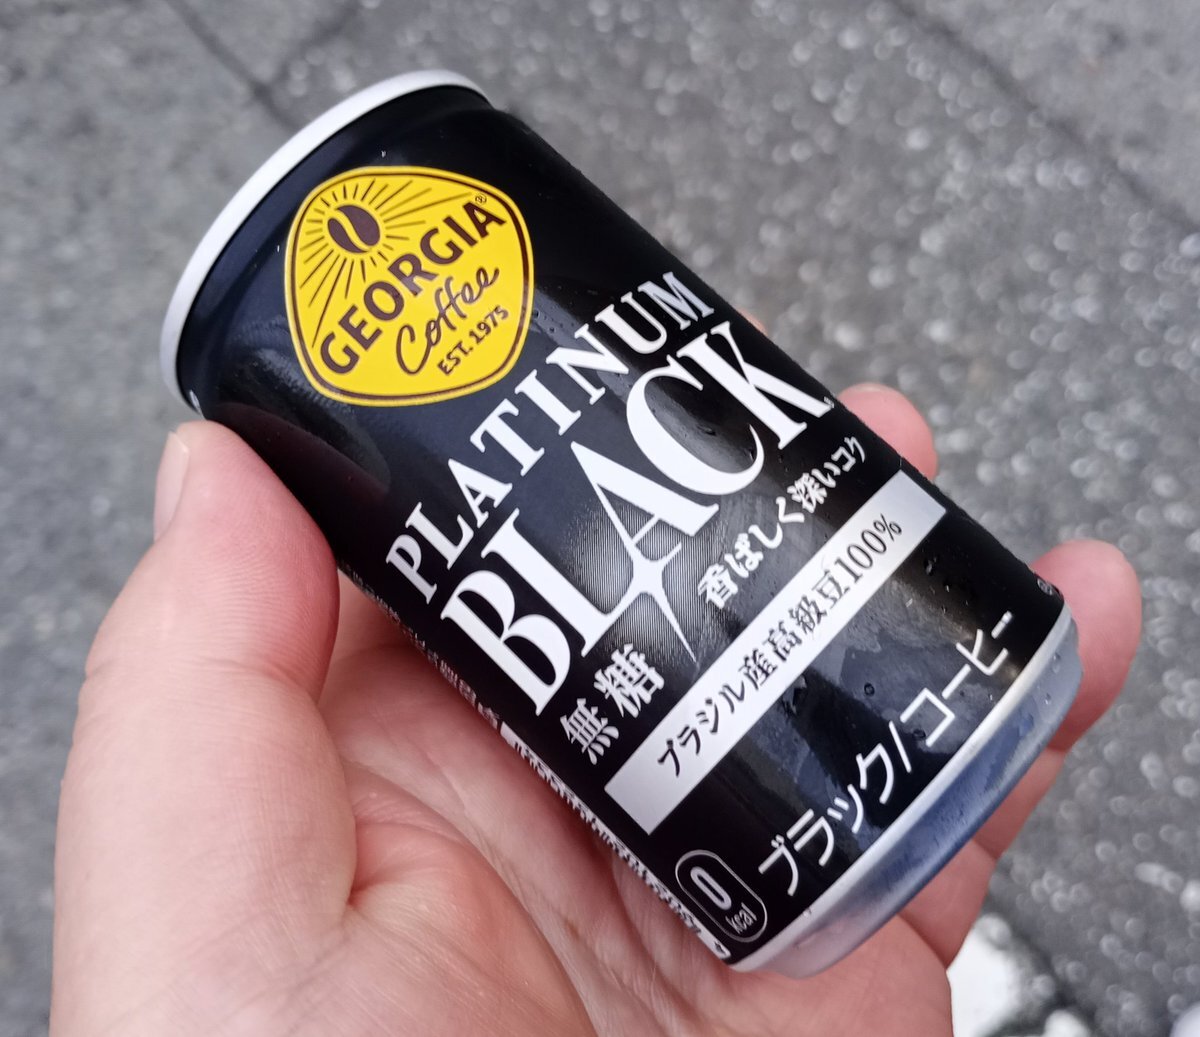 GEORGIA®
Coffee
EST. 1975
PLATINUM
BLACK
無糖
香ばしく深いコク
ブラジル産高級豆100%
ブラック/コーヒー
0
kcal